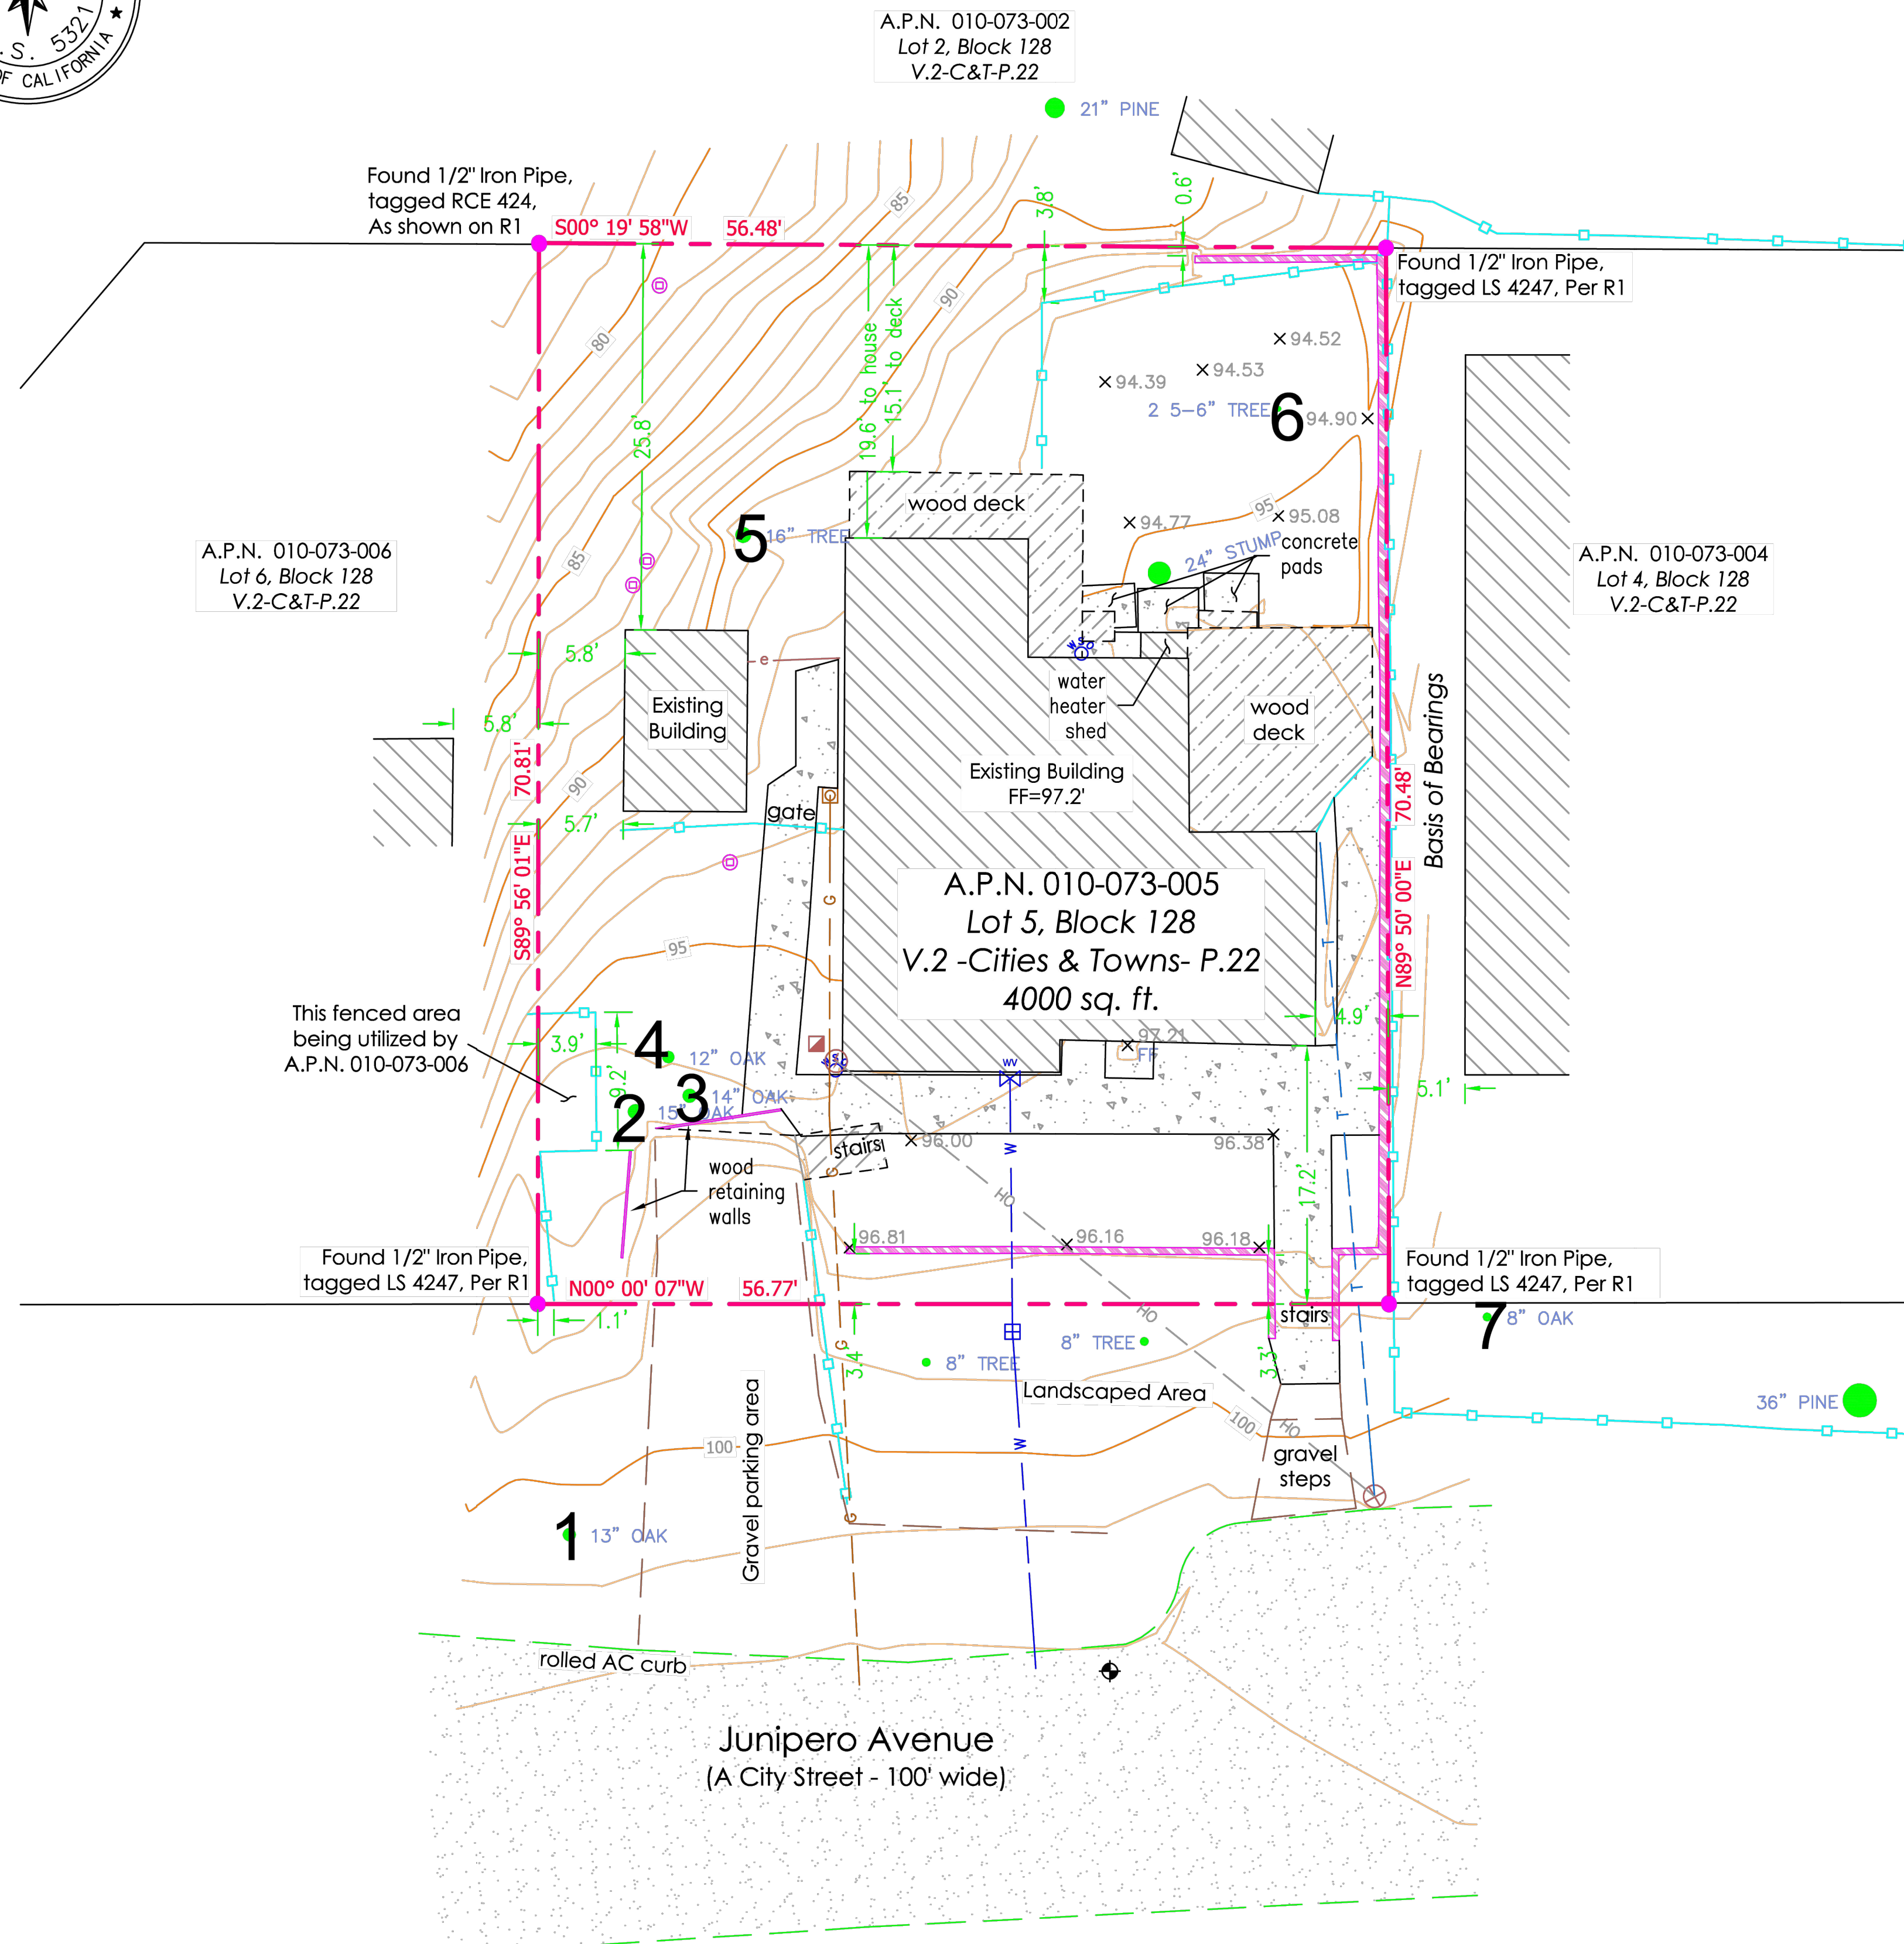 .S. 5321
OF CALIFORNIA
A.P.N. 010-073-002
Lot 2, Block 128
V.2-C&T-P.22
21” PINE
Found 1/2" Iron Pipe,
tagged RCE 424,
As shown on R1
S00° 19' 58"W 56.48'
85
3.8'
0.6'
Found 1/2" Iron Pipe,
tagged LS 4247, Per R1
80
90
19.6' to house
15.1' to deck
25.8'
94.52
94.53
94.39
2 5-6” TREE
6
94.90
wood deck
5
16” TREE
94.77
95
95.08
24” STUMP
concrete
pads
85
A.P.N. 010-073-006
Lot 6, Block 128
V.2-C&T-P.22
A.P.N. 010-073-004
Lot 4, Block 128
V.2-C&T-P.22
5.8'
e
W S O
Existing
Building
water
heater
shed
wood
deck
5.8'
S89° 56' 01"E 70.81'
90
Existing Building
FF=97.2'
N89° 50' 00"E 70.48'
Basis of Bearings
5.7'
gate
G
A.P.N. 010-073-005
Lot 5, Block 128
V.2 -Cities & Towns- P.22
4000 sq. ft.
T
95
This fenced area
being utilized by
A.P.N. 010-073-006
3.9'
9.2'
4
12” OAK
3
14” OAK
2
15” OAK
W S O
WV
97.21
FF
4.9'
5.1'
T
stairs
96.00
W
96.38
wood
retaining
walls
G
HO
17.2'
96.81
96.16
96.18
Found 1/2" Iron Pipe,
tagged LS 4247, Per R1
Found 1/2" Iron Pipe,
tagged LS 4247, Per R1
N00° 00' 07"W 56.77'
T
1.1'
HO
stairs
7
8” OAK
G
3.4'
8” TREE
8” TREE
3.3'
Landscaped Area
36” PINE
Gravel parking area
100
W
100
HO
gravel
steps
G
1
13” OAK
rolled AC curb
Junipero Avenue
(A City Street - 100' wide)